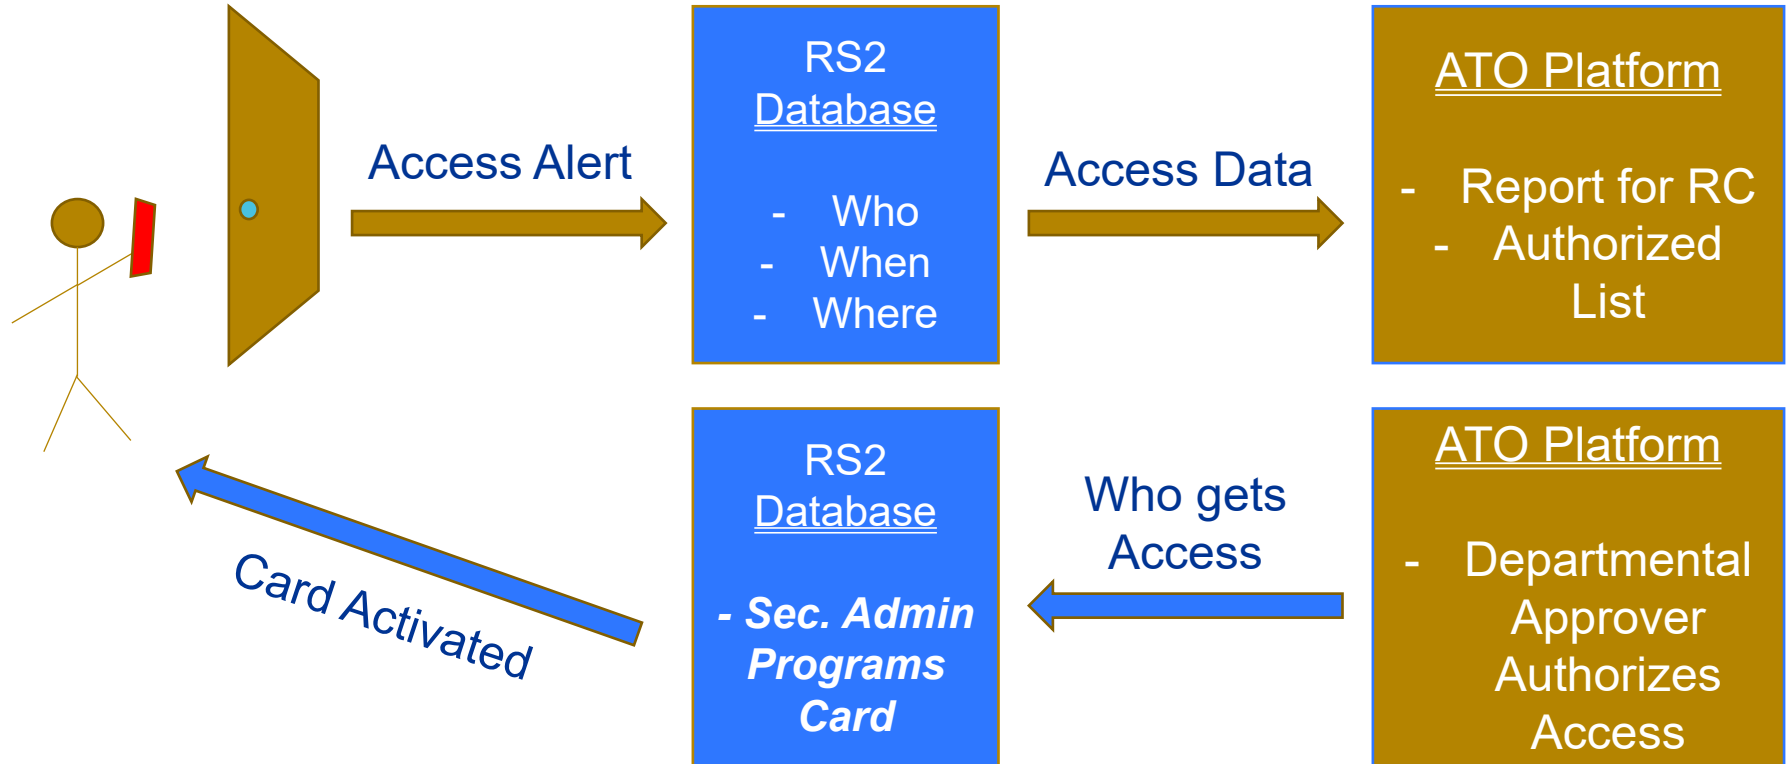 Access Alert
RS2
Database
- Who
- When
- Where
Access Data
ATO Platform
- Report for RC
- Authorized
List
Card Activated
RS2
Database
- Sec. Admin
Programs
Card
Who gets
Access
ATO Platform
- Departmental
Approver
Authorizes
Access